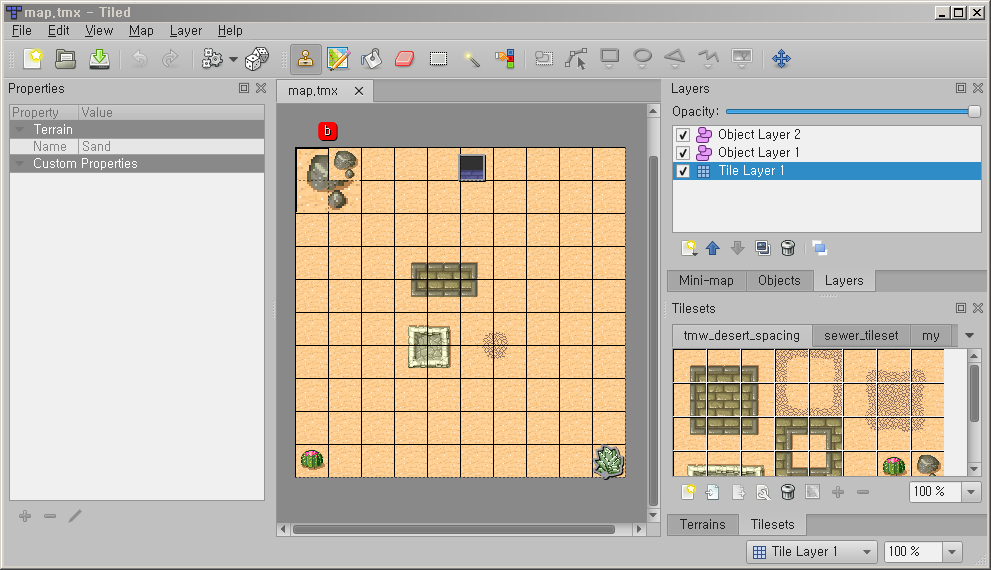 map.tmx - Tiled
File Edit View Map Layer Help
Properties
Property Value
Terrain
Name Sand
Custom Properties
map.tmx
b
Layers
Opacity:
Object Layer 2
Object Layer 1
Tile Layer 1
Mini-map Objects Layers
Tilesets
tmw_desert_spacing sewer_tileset my
100 %
Terrains Tilesets
Tile Layer 1 100 %